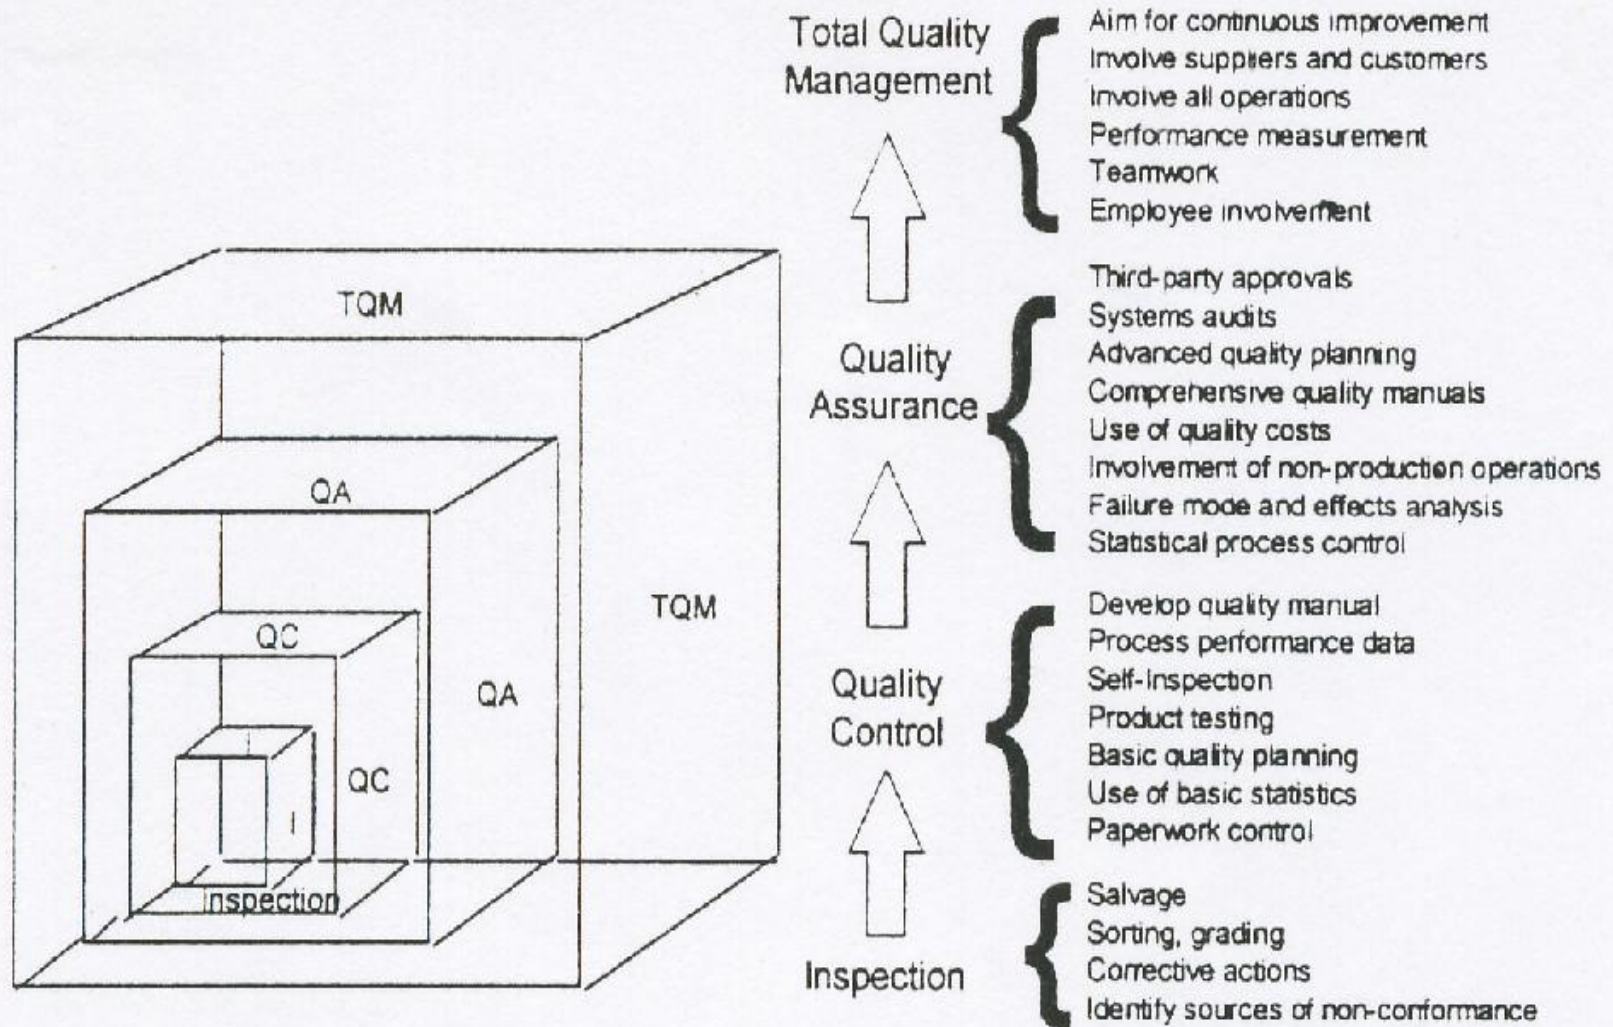 Total Quality
Management
Aim for continuous improvement
Involve suppliers and customers
Involve all operations
Performance measurement
Teamwork
Employee involvement
TQM
TQM
QA
QA
QC
QC
I
I
Inspection
Quality
Assurance
Third-party approvals
Systems audits
Advanced quality planning
Comprehensive quality manuals
Use of quality costs
Involvement of non-production operations
Failure mode and effects analysis
Statistical process control
Quality
Control
Develop quality manual
Process performance data
Self-Inspection
Product testing
Basic quality planning
Use of basic statistics
Paperwork control
Inspection
Salvage
Sorting, grading
Corrective actions
Identify sources of non-conformance